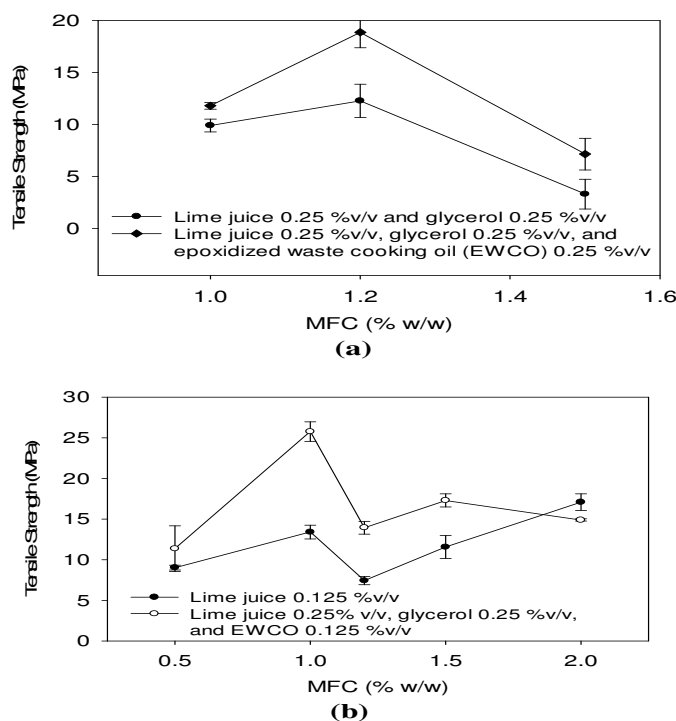 20
15
10
5
0
Tensile Strength (MPa)
Lime juice 0.25 %v/v and glycerol 0.25 %v/v
Lime juice 0.25 %v/v, glycerol 0.25 %v/v, and
epoxidized waste cooking oil (EWCO) 0.25 %v/v
1.0 1.2 1.4 1.6
MFC (% w/w)
(a)
30
25
20
15
10
5
0
Tensile Strength (MPa)
Lime juice 0.125 %v/v
Lime juice 0.25% v/v, glycerol 0.25 %v/v,
and EWCO 0.125 %v/v
0.5 1.0 1.5 2.0
MFC (% w/w)
(b)